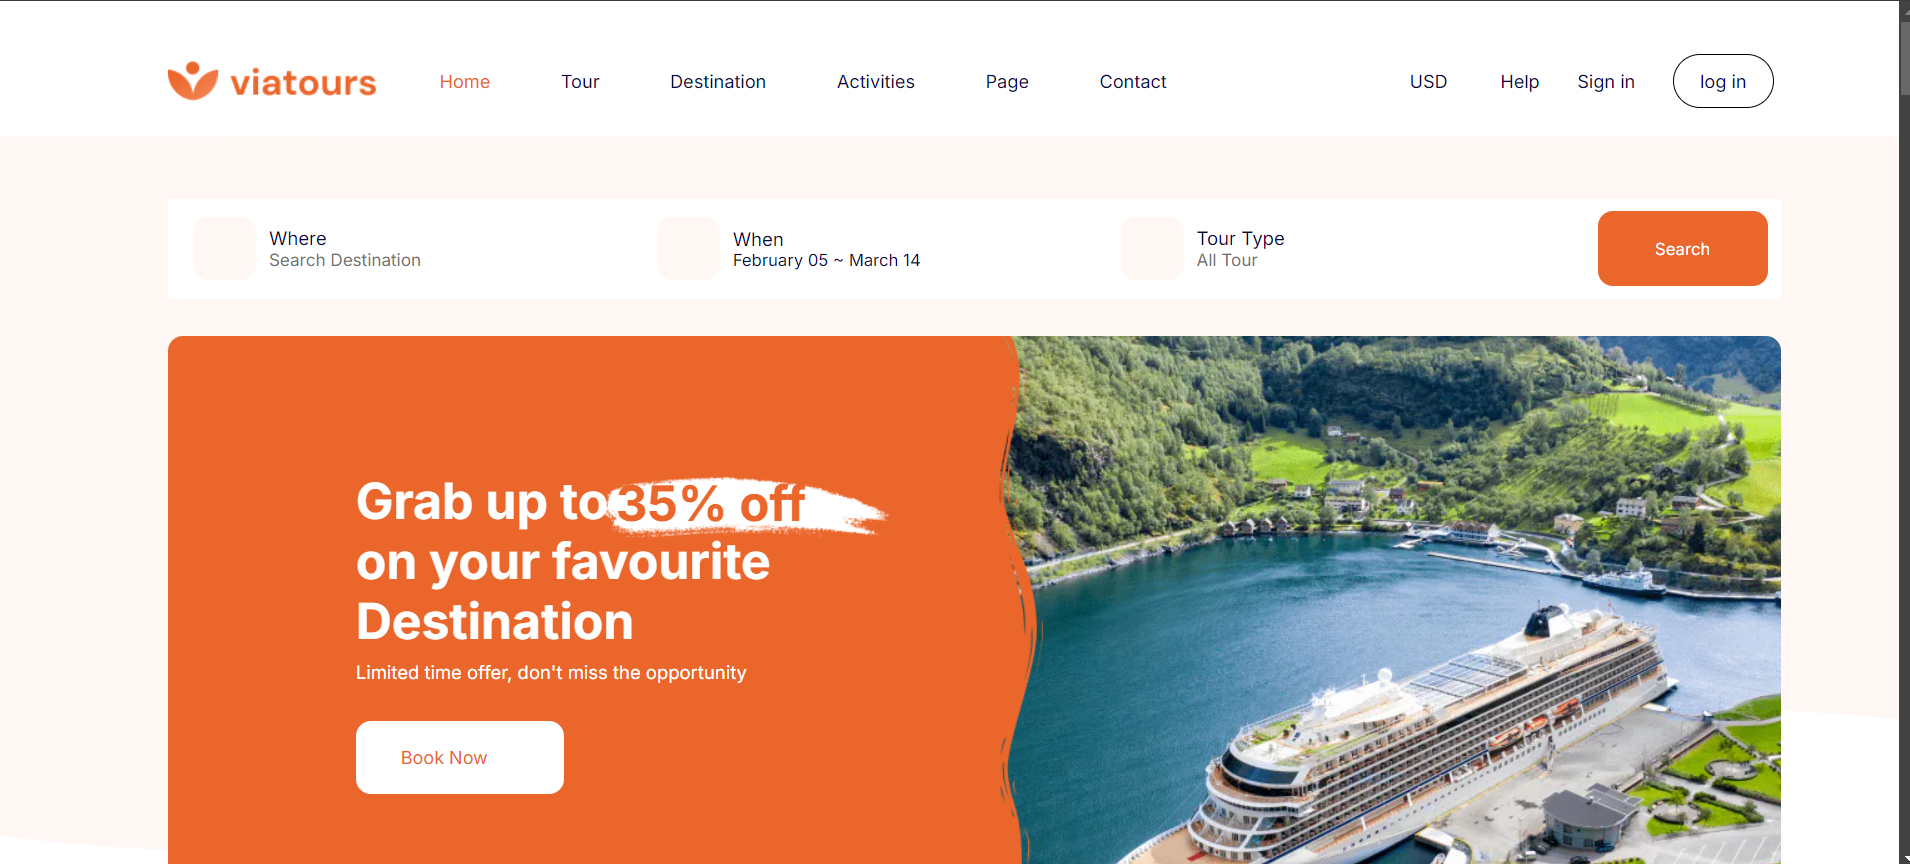 viatours
Home Tour Destination Activities Page Contact USD Help Sign in log in
Where
Search Destination
When
February 05 ~ March 14
Tour Type
All Tour
Search
Grab up to 35% off
on your favourite
Destination
Limited time offer, don't miss the opportunity
Book Now